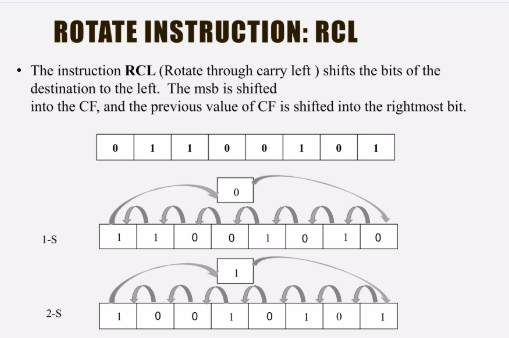 ROTATE INSTRUCTION: RCL
• The instruction RCL (Rotate through carry left ) shifts the bits of the
destination to the left. The msb is shifted
into the CF, and the previous value of CF is shifted into the rightmost bit.
0 1 1 0 0 1 0 1
0
1-S 1 1 0 0 1 0 1 0
1
2-S 1 0 0 1 0 1 0 1